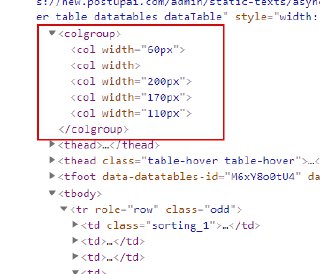 s://new.postupai.com/admin/static-texts/async
er table datatables dataTable" style="width:
▼<colgroup>
<col width="60px">
<col width>
<col width="200px">
<col width="170px">
<col width="110px">
</colgroup>
▶<thead>…</thead>
▶<thead class="table-hover table-hover">…
▶<tfoot data-datatables-id="M6xY8o0tU4" da
▼<tbody>
▼<tr role="row" class="odd">
▶<td class="sorting_1">…</td>
▶<td>…</td>
▶<td>…</td>
▼<td>